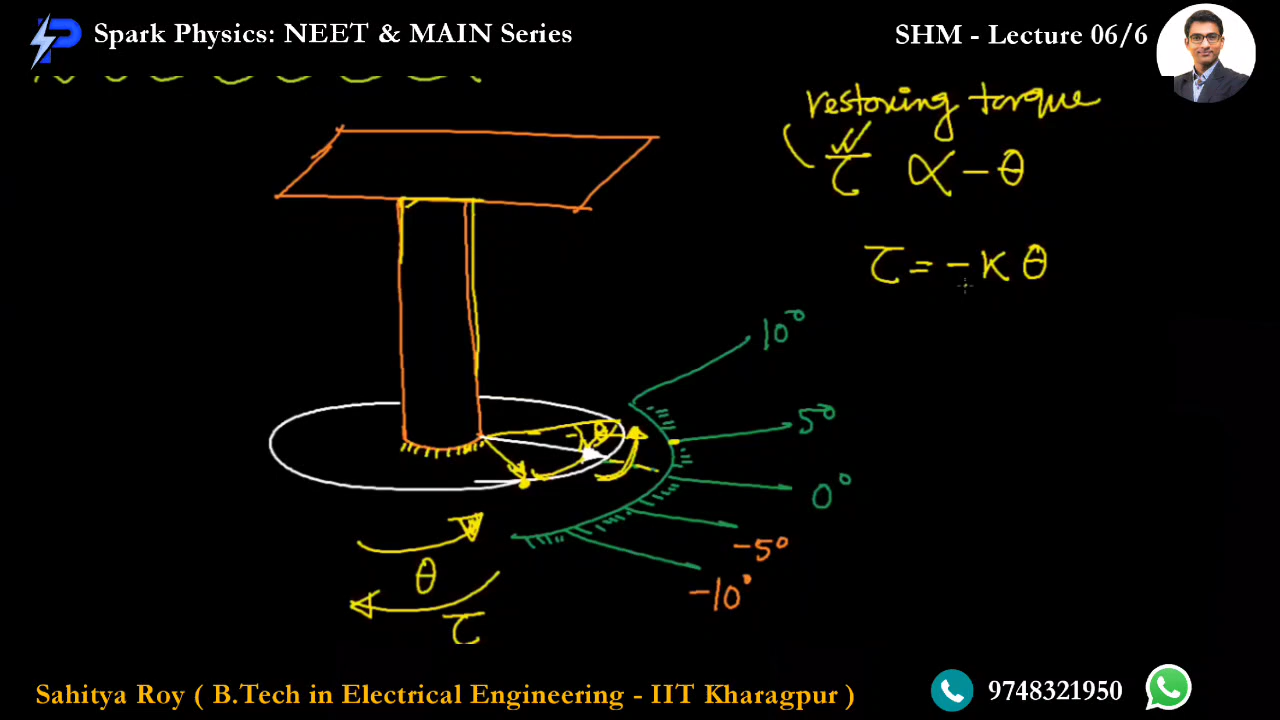 Spark Physics: NEET & MAIN Series
SHM - Lecture 06/6
restoring torque
τ ∝ - θ
τ = - K θ
10°
5°
0°
-5°
-10°
θ
θ
τ
Sahitya Roy ( B.Tech in Electrical Engineering - IIT Kharagpur )
9748321950